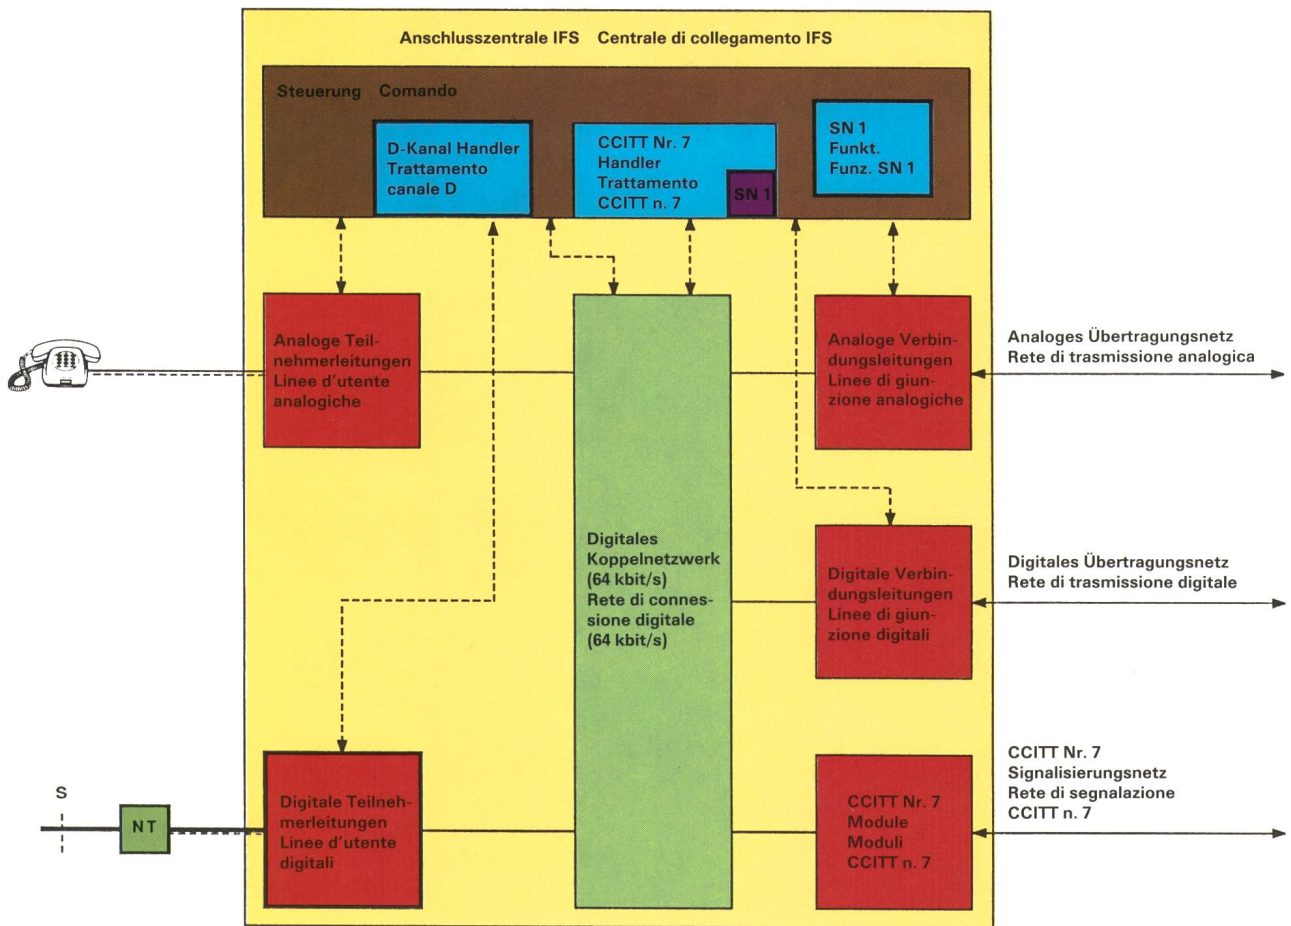 Anschlusszentrale IFS Centrale di collegamento IFS
Steuerung Comando
D-Kanal Handler
Trattamento
canale D
CCITT Nr. 7
Handler
Trattamento
CCITT n. 7
SN 1
SN 1
Funkt.
Funz. SN 1
Analoge Teil-
nehmerleitungen
Linee d'utente
analogiche
Analoge Verbin-
dungsleitungen
Linee di giun-
zione analogiche
Analoges Übertragungsnetz
Rete di trasmissione analogica
Digitales
Koppelnetzwerk
(64 kbit/s)
Rete di connes-
sione digitale
(64 kbit/s)
Digitale Verbin-
dungsleitungen
Linee di giun-
zione digitali
Digitales Übertragungsnetz
Rete di trasmissione digitale
S
NT
Digitale Teilneh-
merleitungen
Linee d'utente
digitali
CCITT Nr. 7
Module
Moduli
CCITT n. 7
CCITT Nr. 7
Signalisierungsnetz
Rete di segnalazione
CCITT n. 7